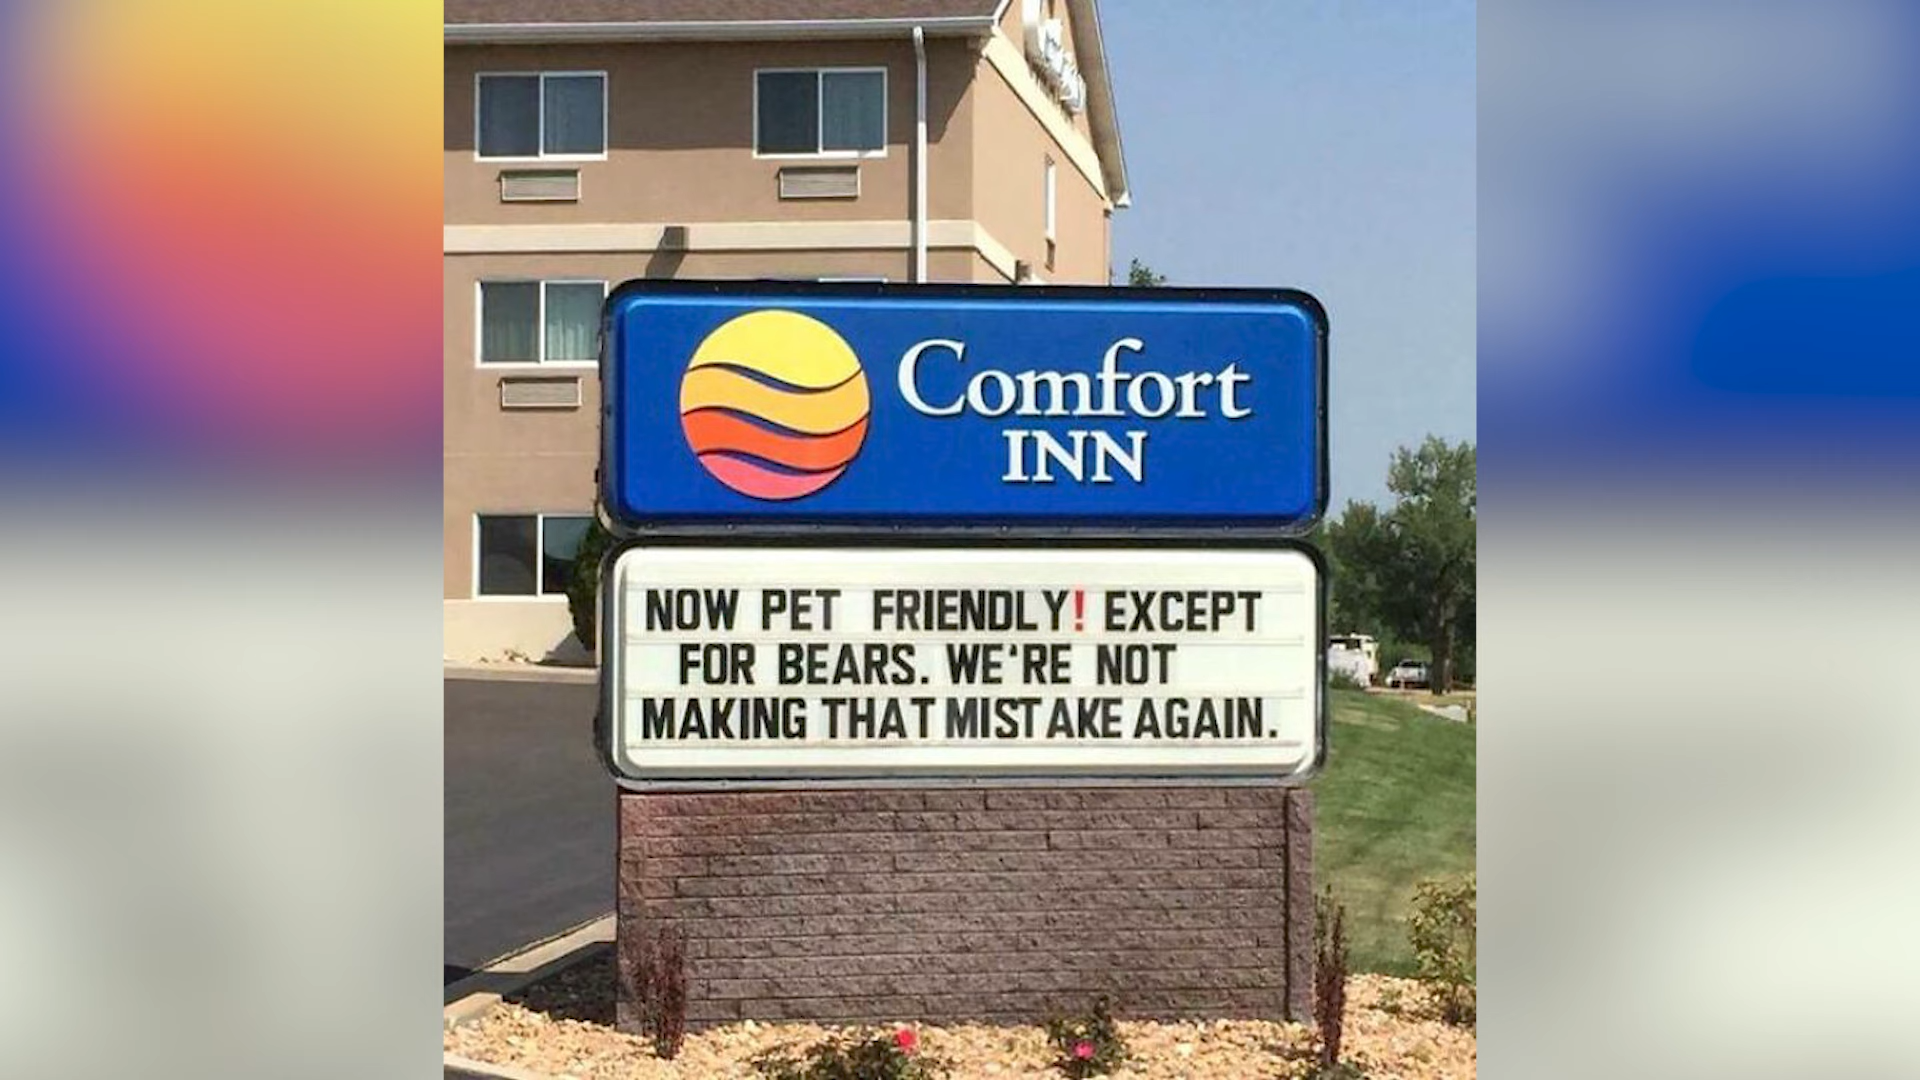 Comfort
INN
NOW PET FRIENDLY! EXCEPT
FOR BEARS. WE'RE NOT
MAKING THAT MISTAKE AGAIN.